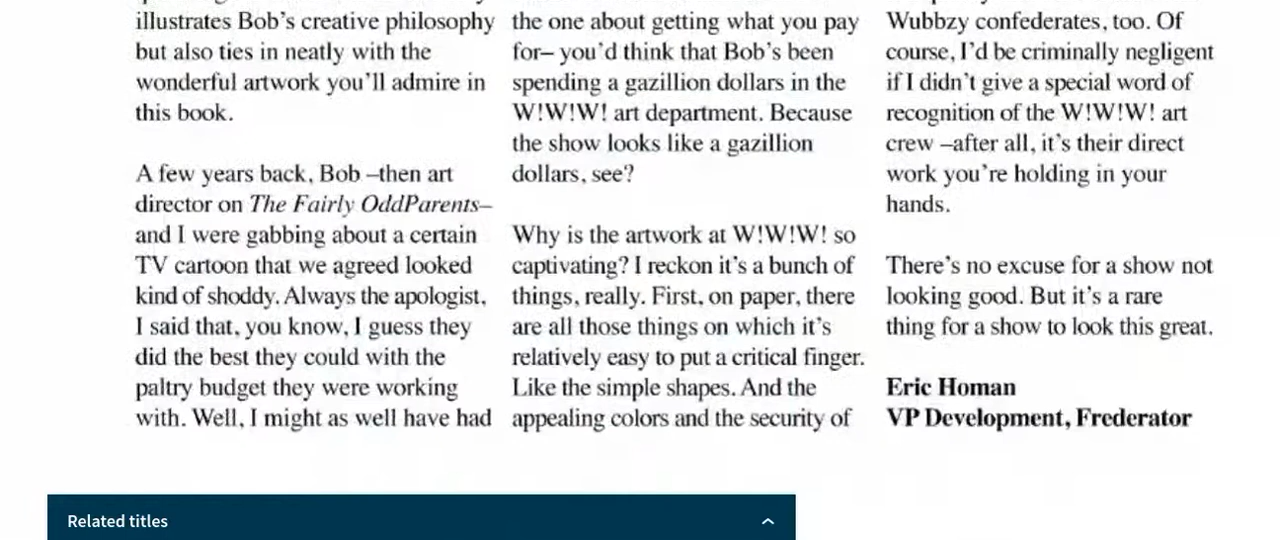 illustrates Bob's creative philosophy
but also ties in neatly with the
wonderful artwork you'll admire in
this book.
A few years back, Bob –then art
director on The Fairly OddParents–
and I were gabbing about a certain
TV cartoon that we agreed looked
kind of shoddy. Always the apologist,
I said that, you know, I guess they
did the best they could with the
paltry budget they were working
with. Well, I might as well have had
the one about getting what you pay
for– you'd think that Bob's been
spending a gazillion dollars in the
W!W!W! art department. Because
the show looks like a gazillion
dollars, see?
Why is the artwork at W!W!W! so
captivating? I reckon it's a bunch of
things, really. First, on paper, there
are all those things on which it's
relatively easy to put a critical finger.
Like the simple shapes. And the
appealing colors and the security of
Wubbzy confederates, too. Of
course, I'd be criminally negligent
if I didn't give a special word of
recognition of the W!W!W! art
crew –after all, it's their direct
work you're holding in your
hands.
There's no excuse for a show not
looking good. But it's a rare
thing for a show to look this great.
Eric Homan
VP Development, Frederator
Related titles